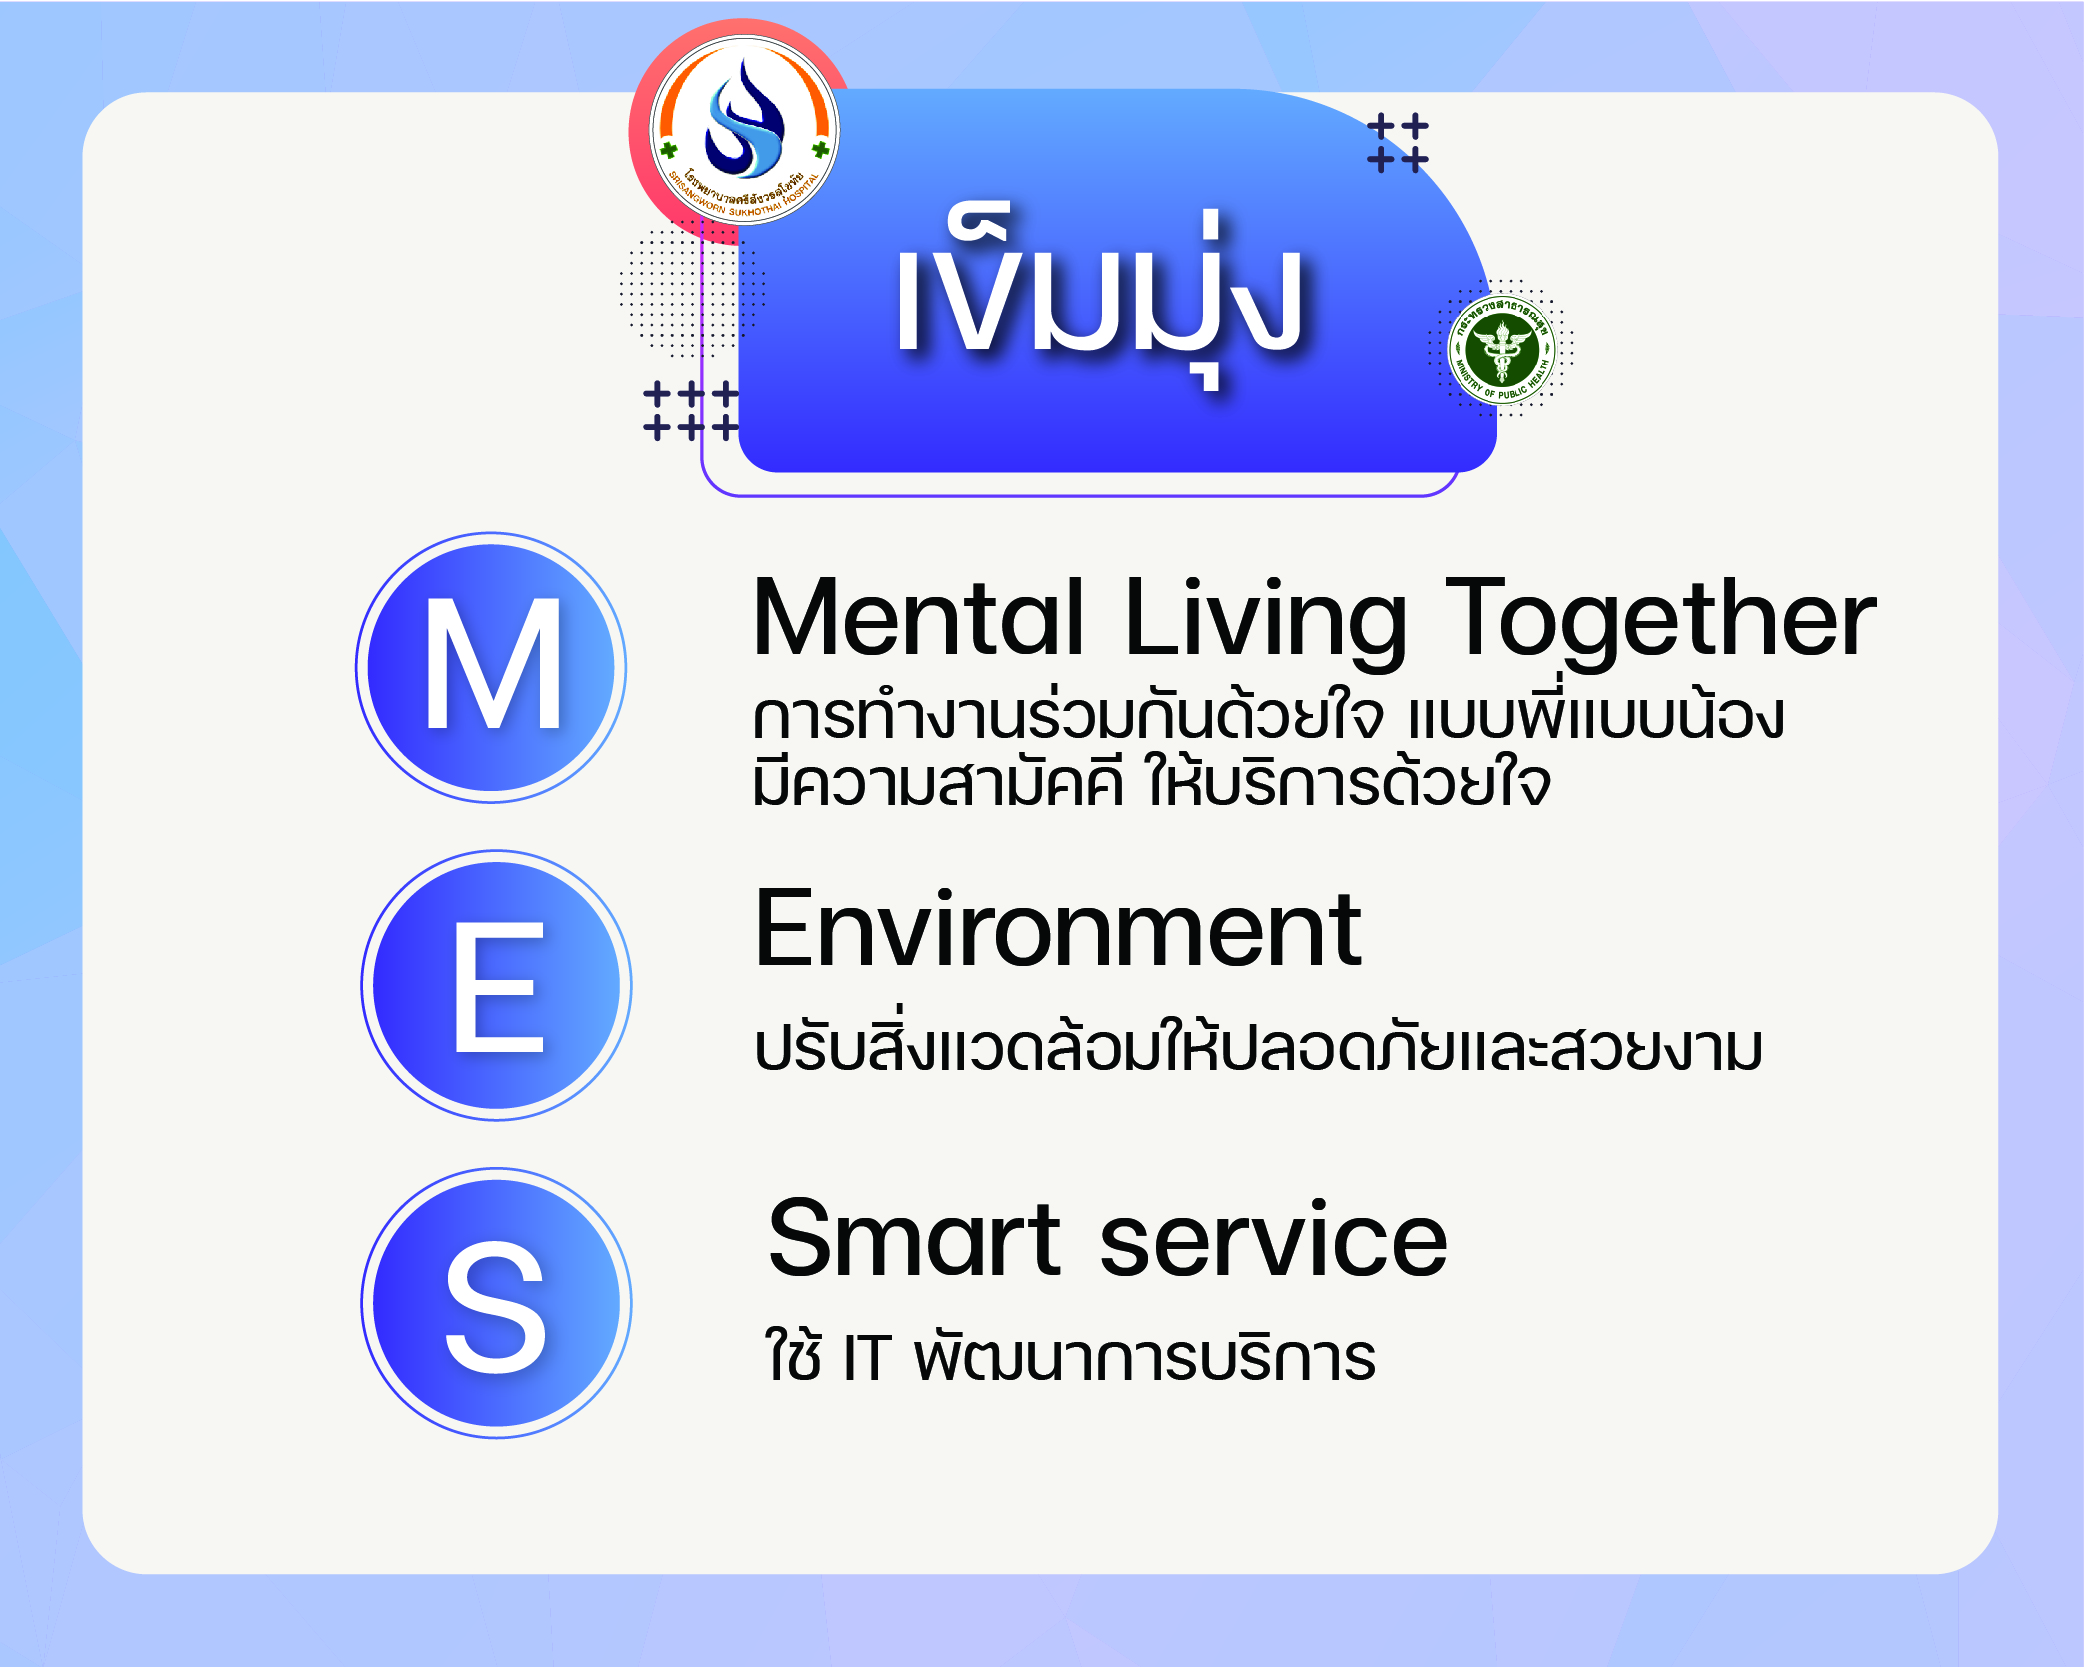 โรงพยาบาลศรีสังวรสุโขทัย
SRISANGWORN SUKHOTHAI HOSPITAL
เข็มมุ่ง
กระทรวงสาธารณสุข
MINISTRY OF PUBLIC HEALTH
M
Mental Living Together
การทำงานร่วมกันด้วยใจ แบบพี่แบบน้อง
มีความสามัคคี ให้บริการด้วยใจ
E
Environment
ปรับสิ่งแวดล้อมให้ปลอดภัยและสวยงาม
S
Smart service
ใช้ IT พัฒนาการบริการ